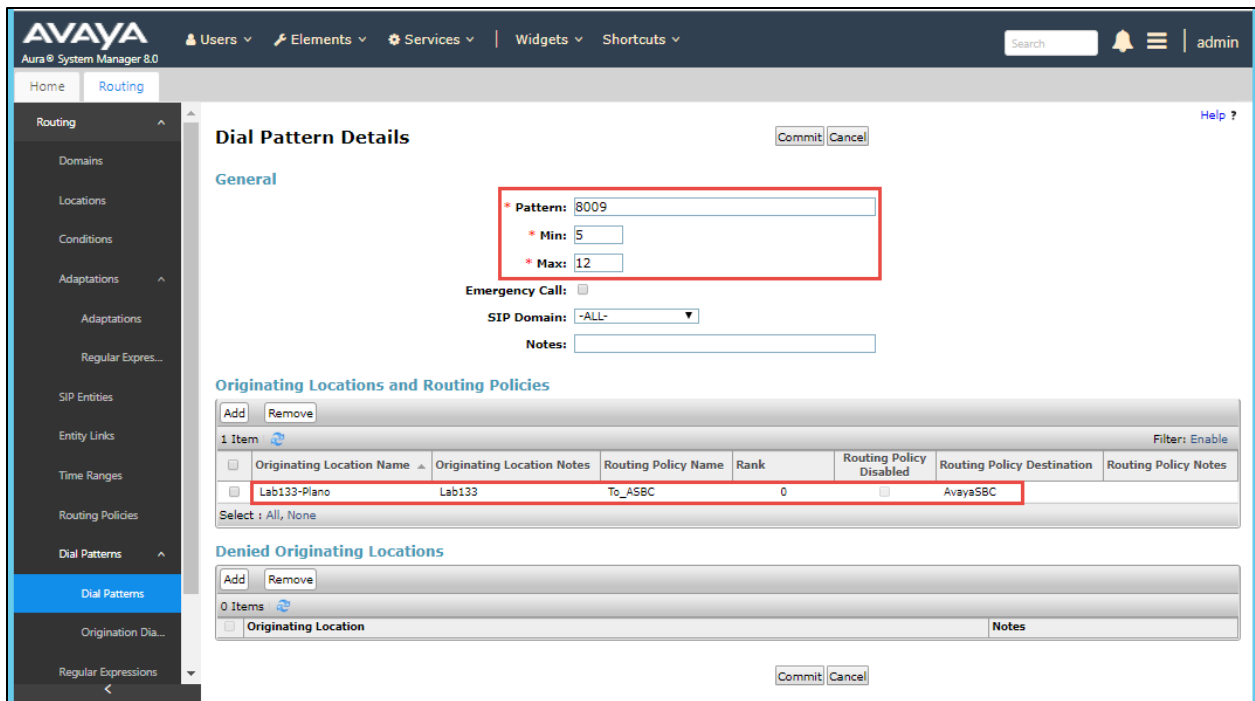 AVAYA
Aura® System Manager 8.0
Users Elements Services | Widgets Shortcuts
Search
admin
Home Routing
Help ?
Routing
Domains
Locations
Conditions
Adaptations
Adaptations
Regular Expres...
SIP Entities
Entity Links
Time Ranges
Routing Policies
Dial Patterns
Dial Patterns
Origination Dia...
Regular Expressions
<
Dial Pattern Details
Commit Cancel
General
* Pattern: 8009
* Min: 5
* Max: 12
Emergency Call:
SIP Domain: -ALL-
Notes:
Originating Locations and Routing Policies
Add Remove
1 Item Filter: Enable
Originating Location Name Originating Location Notes Routing Policy Name Rank Routing Policy Disabled Routing Policy Destination Routing Policy Notes
Lab133-Plano Lab133 To_ASBC 0 AvayaSBC
Select : All, None
Denied Originating Locations
Add Remove
0 Items
Originating Location Notes
Commit Cancel